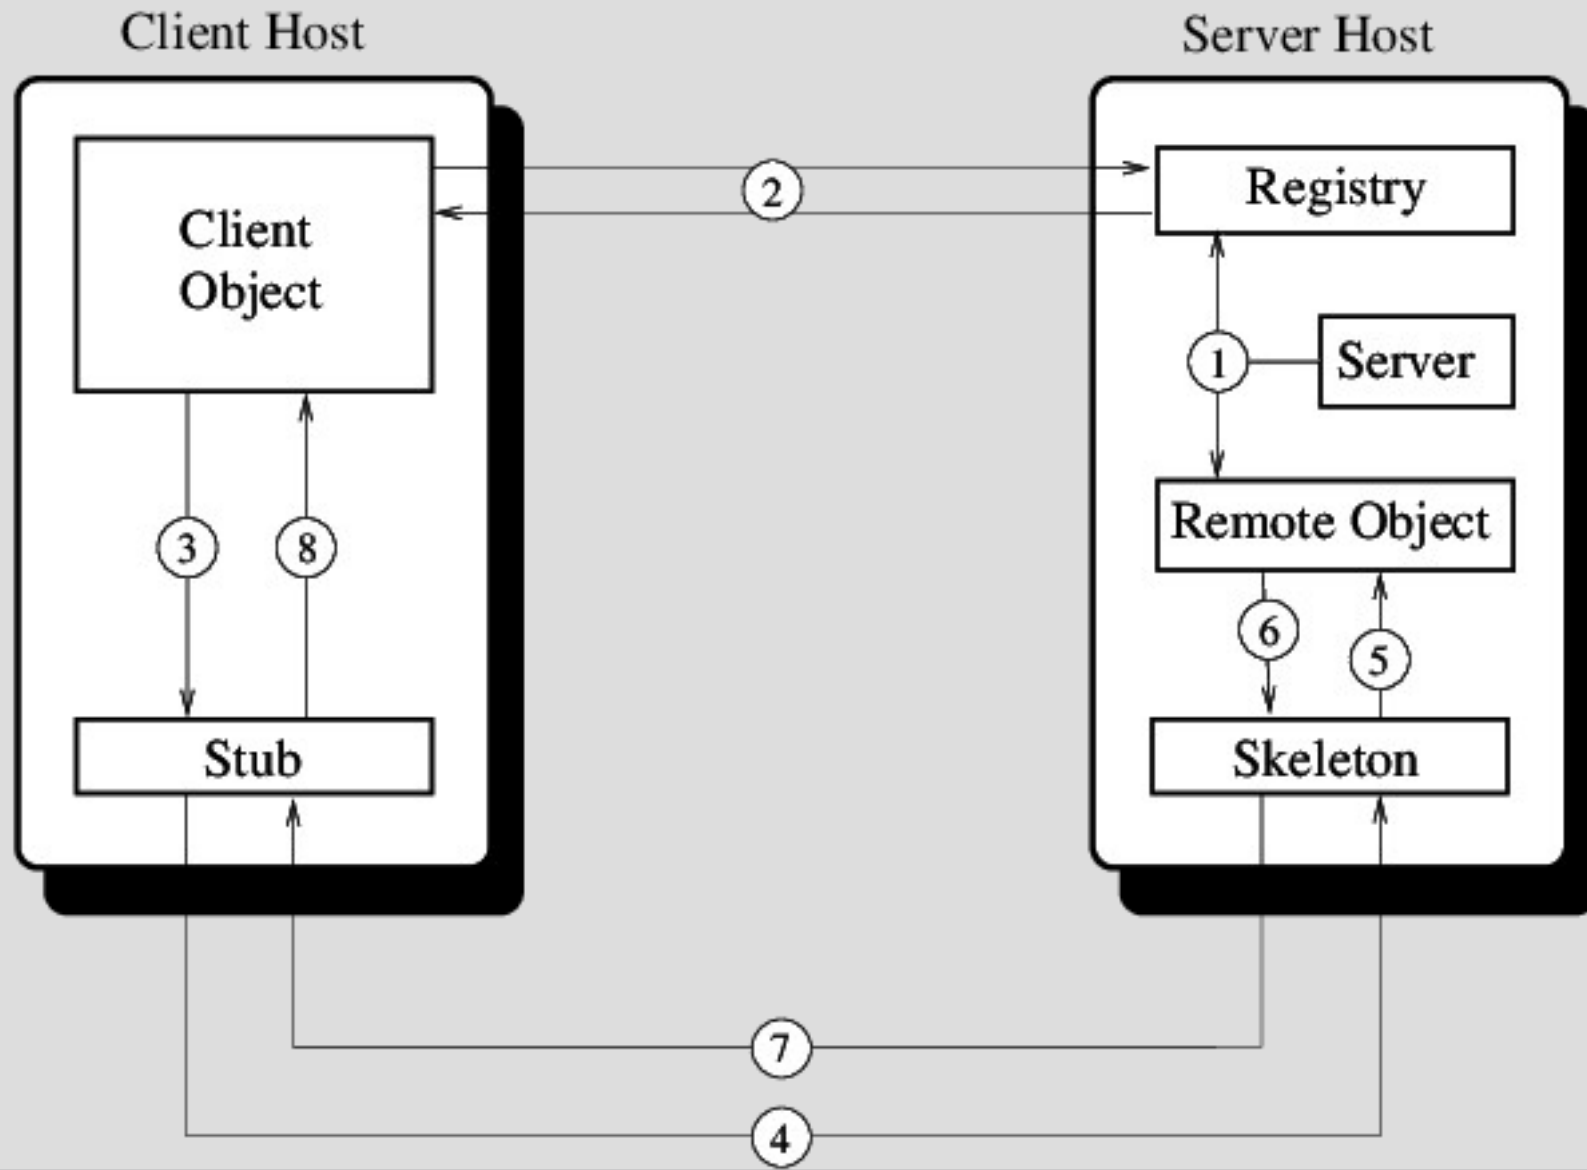 Client Host
Server Host
Client
Object
2
Registry
1
Server
3
8
Remote Object
6
5
Stub
Skeleton
7
4